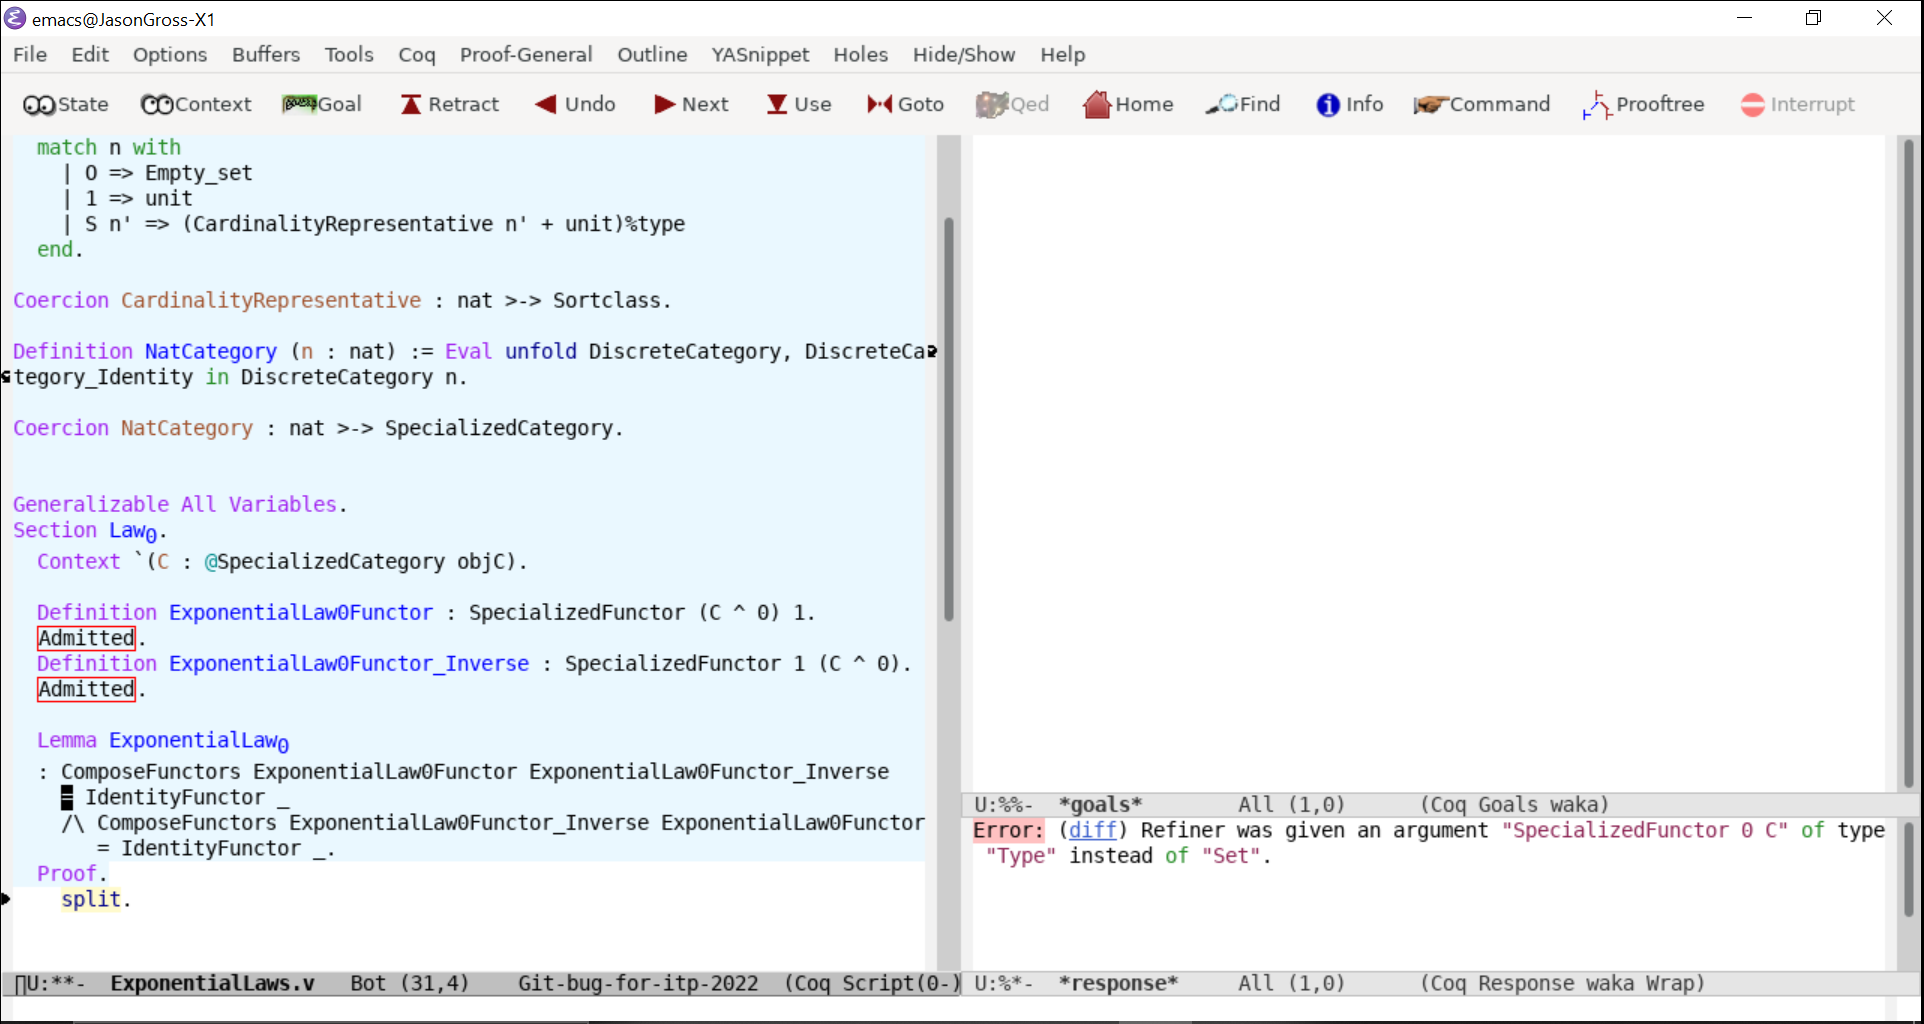 emacs@JasonGross-X1
File Edit Options Buffers Tools Coq Proof-General Outline YASnippet Holes Hide/Show Help
State Context Goal Retract Undo Next Use Goto Qed Home Find Info Command Prooftree Interrupt
match n with
| O => Empty_set
| 1 => unit
| S n' => (CardinalityRepresentative n' + unit)%type
end.
Coercion CardinalityRepresentative : nat >-> Sortclass.
Definition NatCategory (n : nat) := Eval unfold DiscreteCategory, DiscreteCa
tegory_Identity in DiscreteCategory n.
Coercion NatCategory : nat >-> SpecializedCategory.
Generalizable All Variables.
Section Law0.
Context `(C : @SpecializedCategory objC).
Definition ExponentialLaw0Functor : SpecializedFunctor (C ^ 0) 1.
Admitted.
Definition ExponentialLaw0Functor_Inverse : SpecializedFunctor 1 (C ^ 0).
Admitted.
Lemma ExponentialLaw0
: ComposeFunctors ExponentialLaw0Functor ExponentialLaw0Functor_Inverse
= IdentityFunctor _
/\ ComposeFunctors ExponentialLaw0Functor_Inverse ExponentialLaw0Functor
= IdentityFunctor _.
Proof.
split.
U:**- ExponentialLaws.v Bot (31,4) Git-bug-for-itp-2022 (Coq Script(0-)
U:%%- *goals* All (1,0) (Coq Goals waka)
Error: (diff) Refiner was given an argument "SpecializedFunctor 0 C" of type
"Type" instead of "Set".
U:%*- *response* All (1,0) (Coq Response waka Wrap)